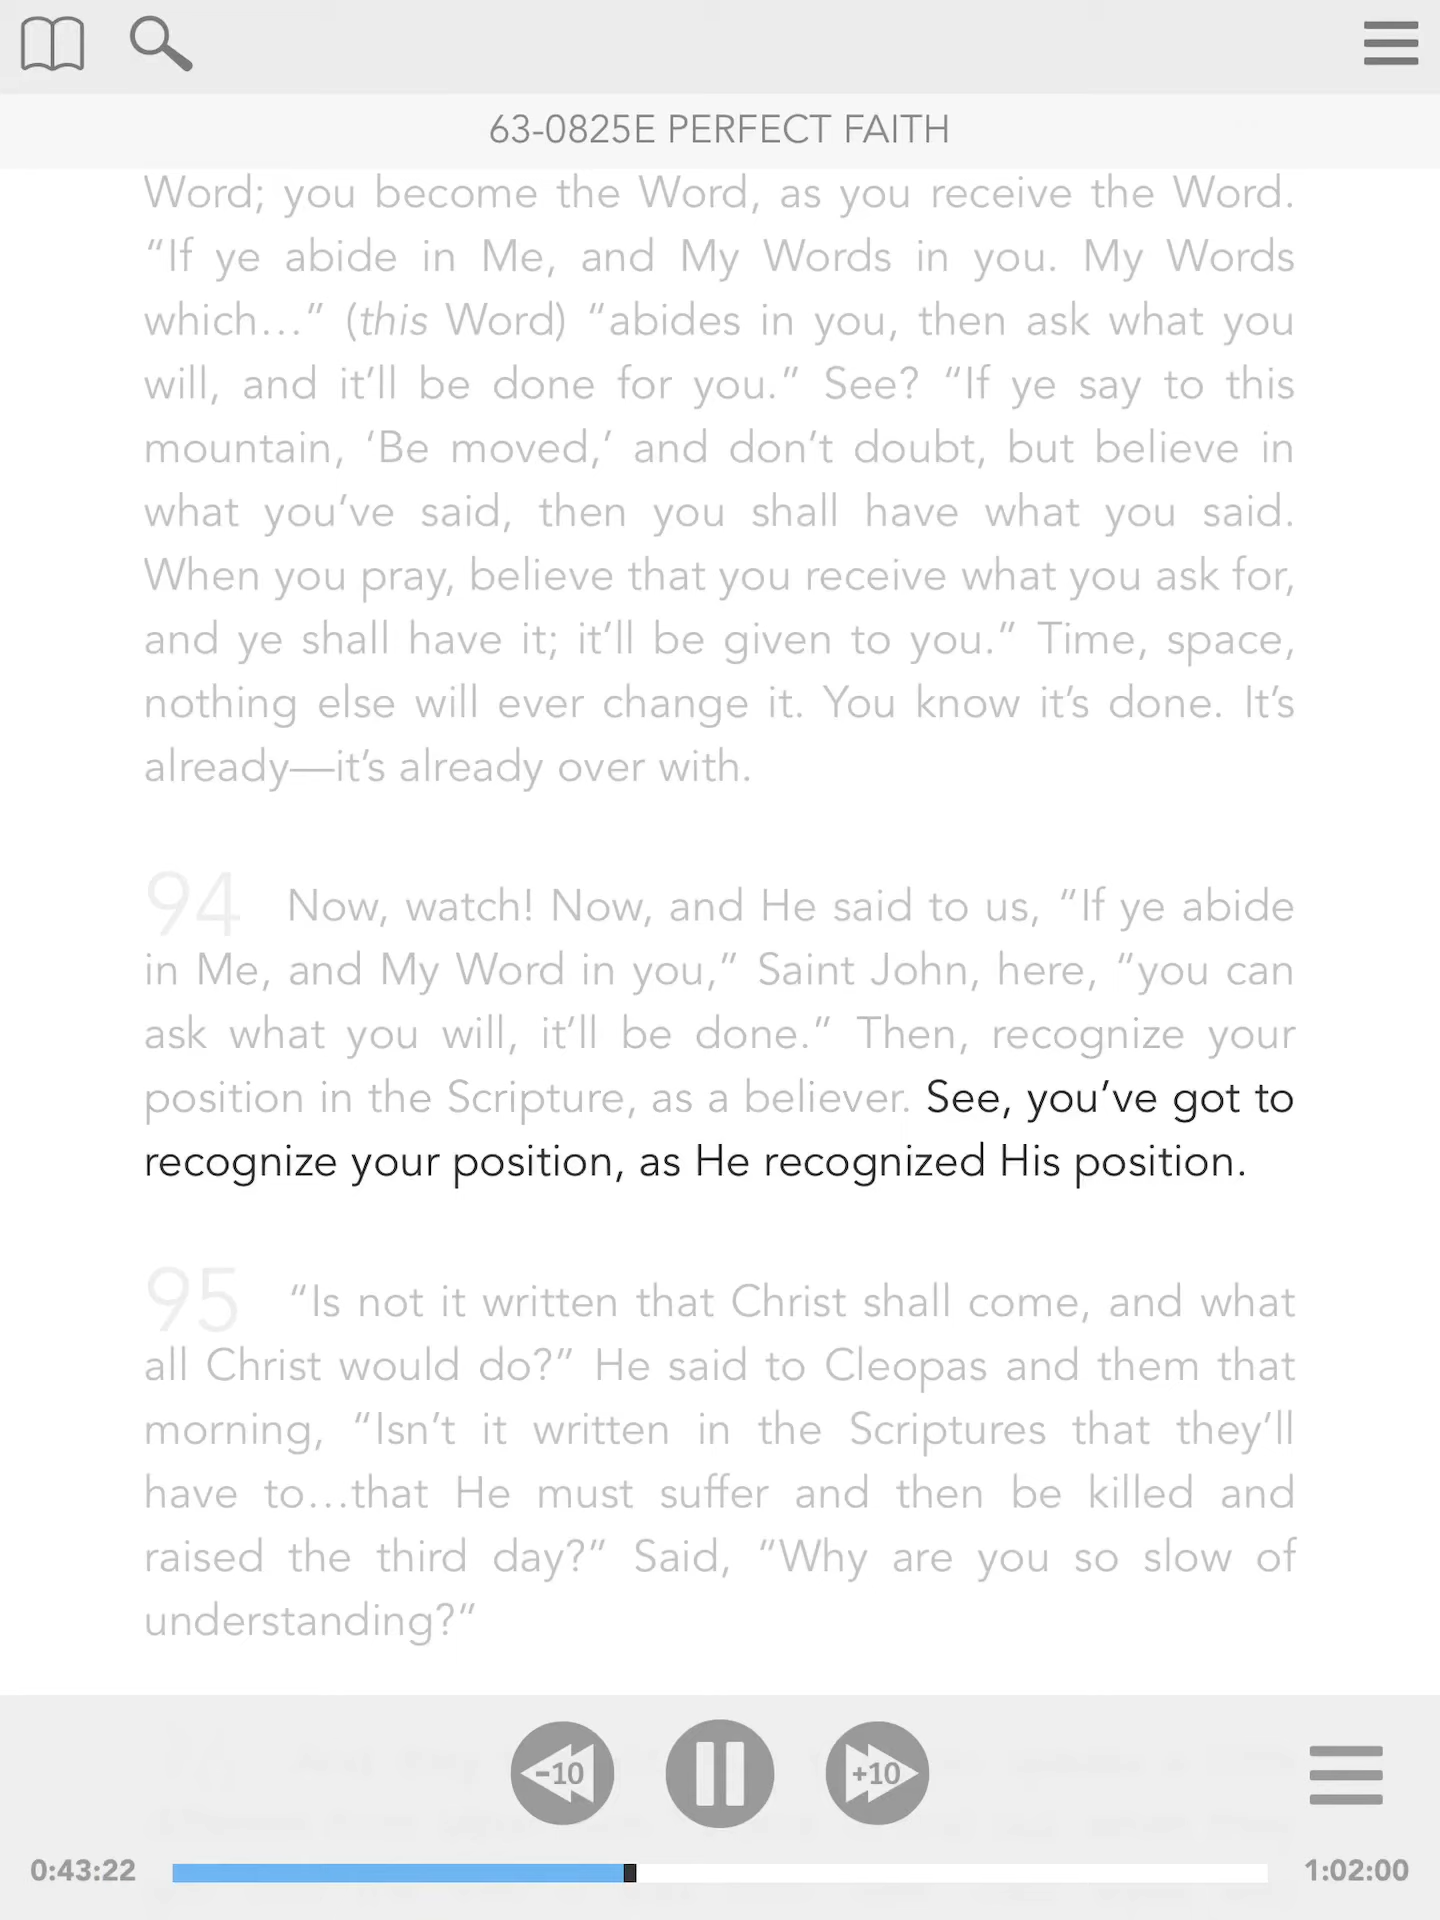 63-0825E PERFECT FAITH
Word; you become the Word, as you receive the Word.
“If ye abide in Me, and My Words in you. My Words
which…” (this Word) “abides in you, then ask what you
will, and it’ll be done for you.” See? “If ye say to this
mountain, ‘Be moved,’ and don’t doubt, but believe in
what you’ve said, then you shall have what you said.
When you pray, believe that you receive what you ask for,
and ye shall have it; it’ll be given to you.” Time, space,
nothing else will ever change it. You know it’s done. It’s
already—it’s already over with.
94 Now, watch! Now, and He said to us, “If ye abide
in Me, and My Word in you,” Saint John, here, “you can
ask what you will, it’ll be done.” Then, recognize your
position in the Scripture, as a believer. See, you’ve got to
recognize your position, as He recognized His position.
95 “Is not it written that Christ shall come, and what
all Christ would do?” He said to Cleopas and them that
morning, “Isn’t it written in the Scriptures that they’ll
have to…that He must suffer and then be killed and
raised the third day?” Said, “Why are you so slow of
understanding?”
-10 +10
0:43:22 1:02:00